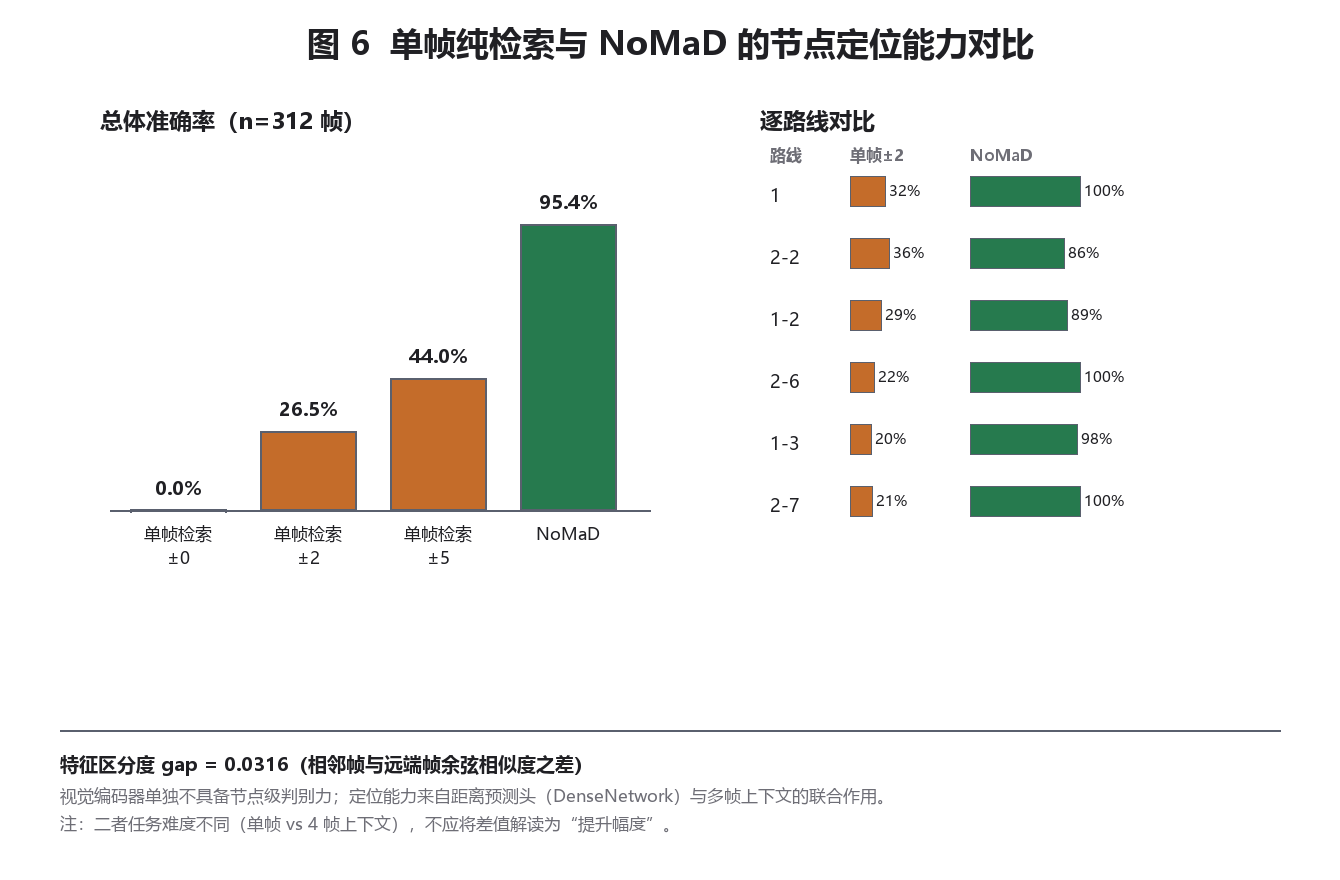 图 6 单帧纯检索与 NoMaD 的节点定位能力对比
总体准确率（n=312 帧）
0.0%
26.5%
44.0%
95.4%
单帧检索
±0
单帧检索
±2
单帧检索
±5
NoMaD
逐路线对比
路线 单帧±2 NoMaD
1 32% 100%
2-2 36% 86%
1-2 29% 89%
2-6 22% 100%
1-3 20% 98%
2-7 21% 100%
特征区分度 gap = 0.0316（相邻帧与远端帧余弦相似度之差）
视觉编码器单独不具备节点级判别力；定位能力来自距离预测头（DenseNetwork）与多帧上下文的联合作用。
注：二者任务难度不同（单帧 vs 4 帧上下文），不应将差值解读为“提升幅度”。